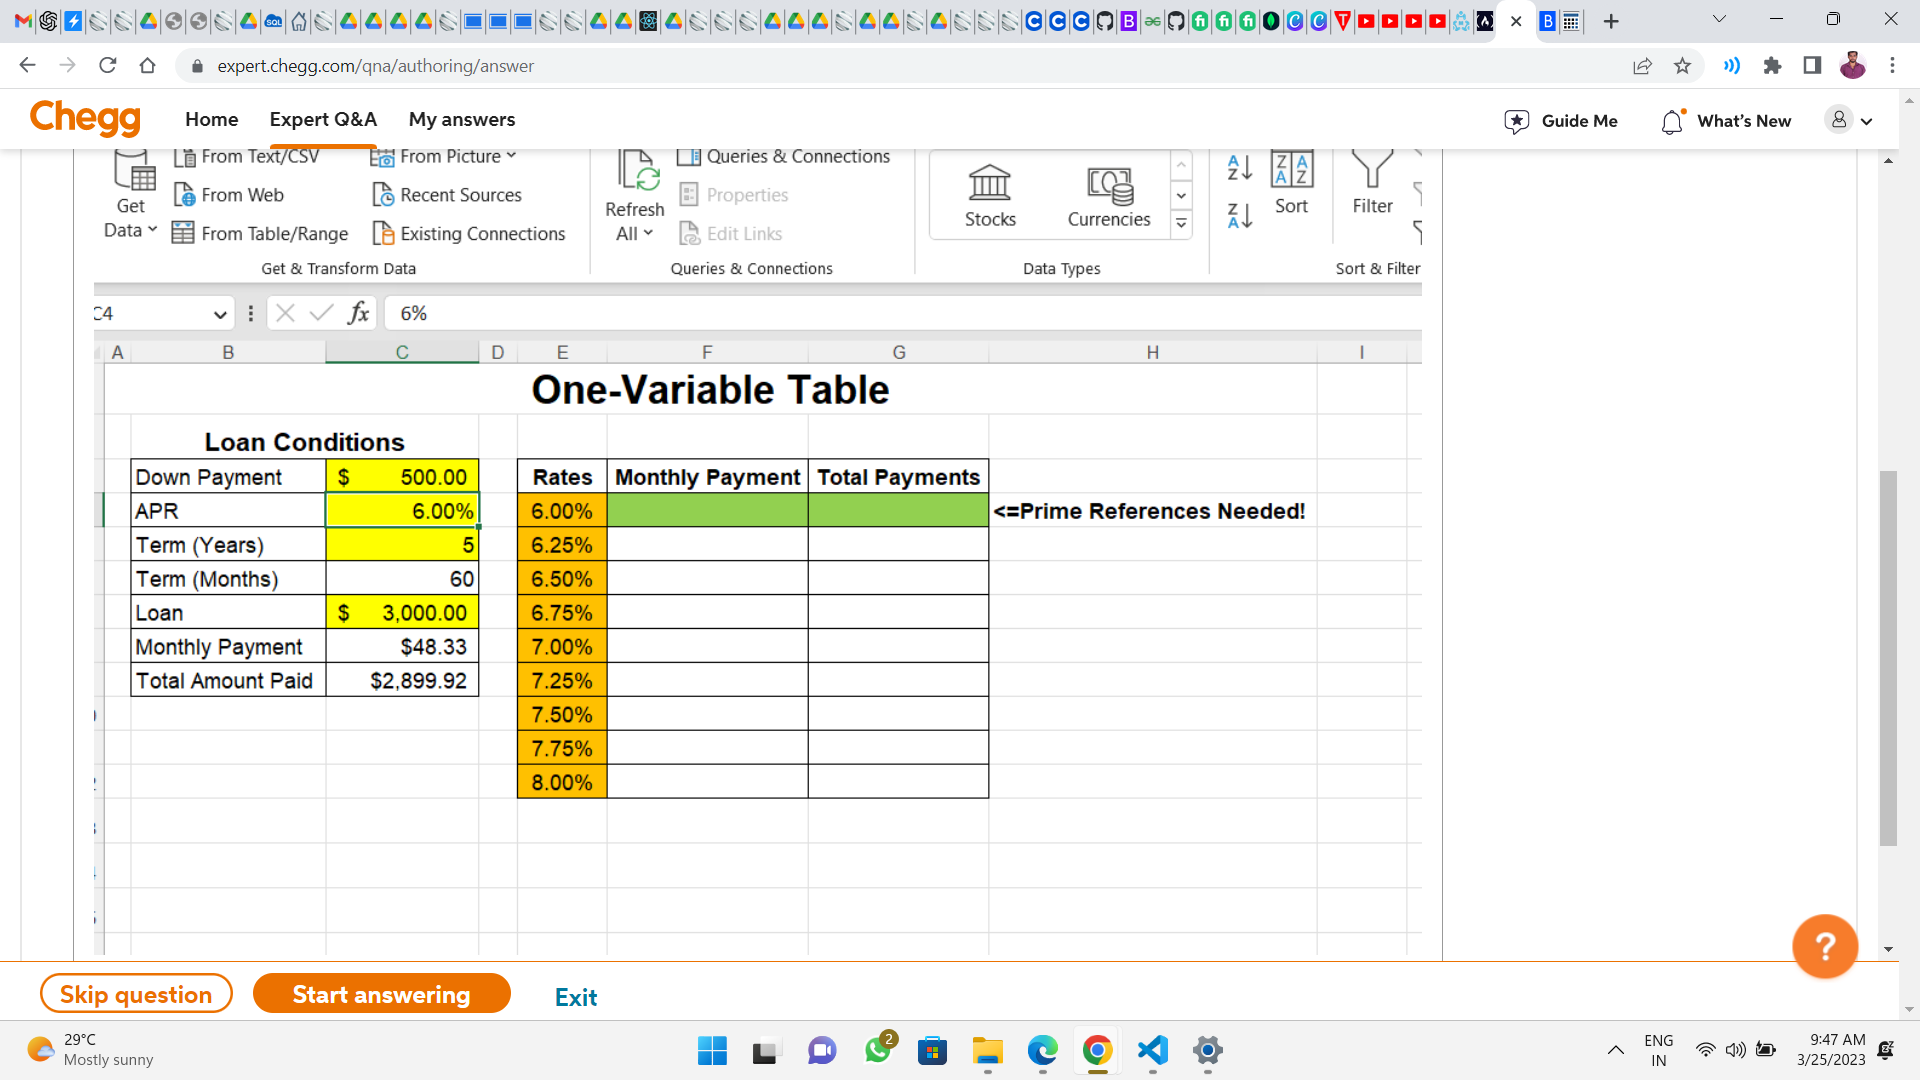 expert.chegg.com/qna/authoring/answer
Chegg
Home
Expert Q&A
My answers
Guide Me
What's New
From Text/CSV
From Picture
Queries & Connections
From Web
Recent Sources
Properties
Get
Data
From Table/Range
Existing Connections
Refresh
All
Edit Links
Stocks
Currencies
Sort
Filter
Get & Transform Data
Queries & Connections
Data Types
Sort & Filter
C4
fx
6%
A B C D E F G H I
One-Variable Table
Loan Conditions
Down Payment $ 500.00 Rates Monthly Payment Total Payments
APR 6.00% 6.00% <=Prime References Needed!
Term (Years) 5 6.25%
Term (Months) 60 6.50%
Loan $ 3,000.00 6.75%
Monthly Payment $48.33 7.00%
Total Amount Paid $2,899.92 7.25%
7.50%
7.75%
8.00%
?
Skip question
Start answering
Exit
29°C
Mostly sunny
2
ENG
IN
9:47 AM
3/25/2023